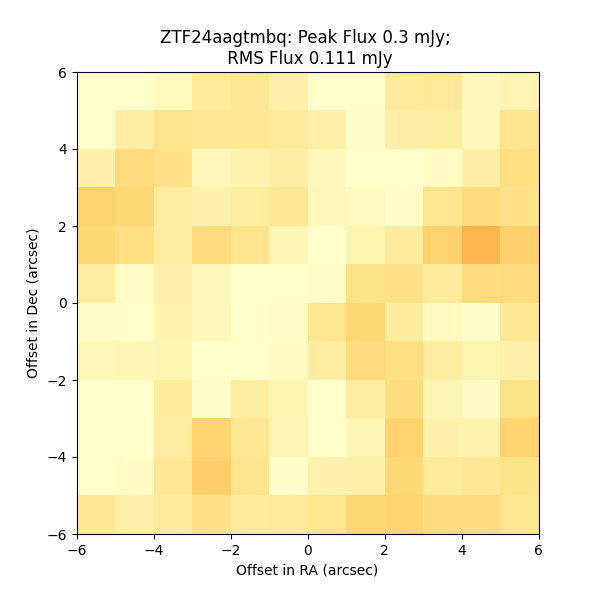 ZTF24aagtmbq: Peak Flux 0.3 mJy;
RMS Flux 0.111 mJy
6
4
2
0
−2
−4
−6
Offset in Dec (arcsec)
−6 −4 −2 0 2 4 6
Offset in RA (arcsec)